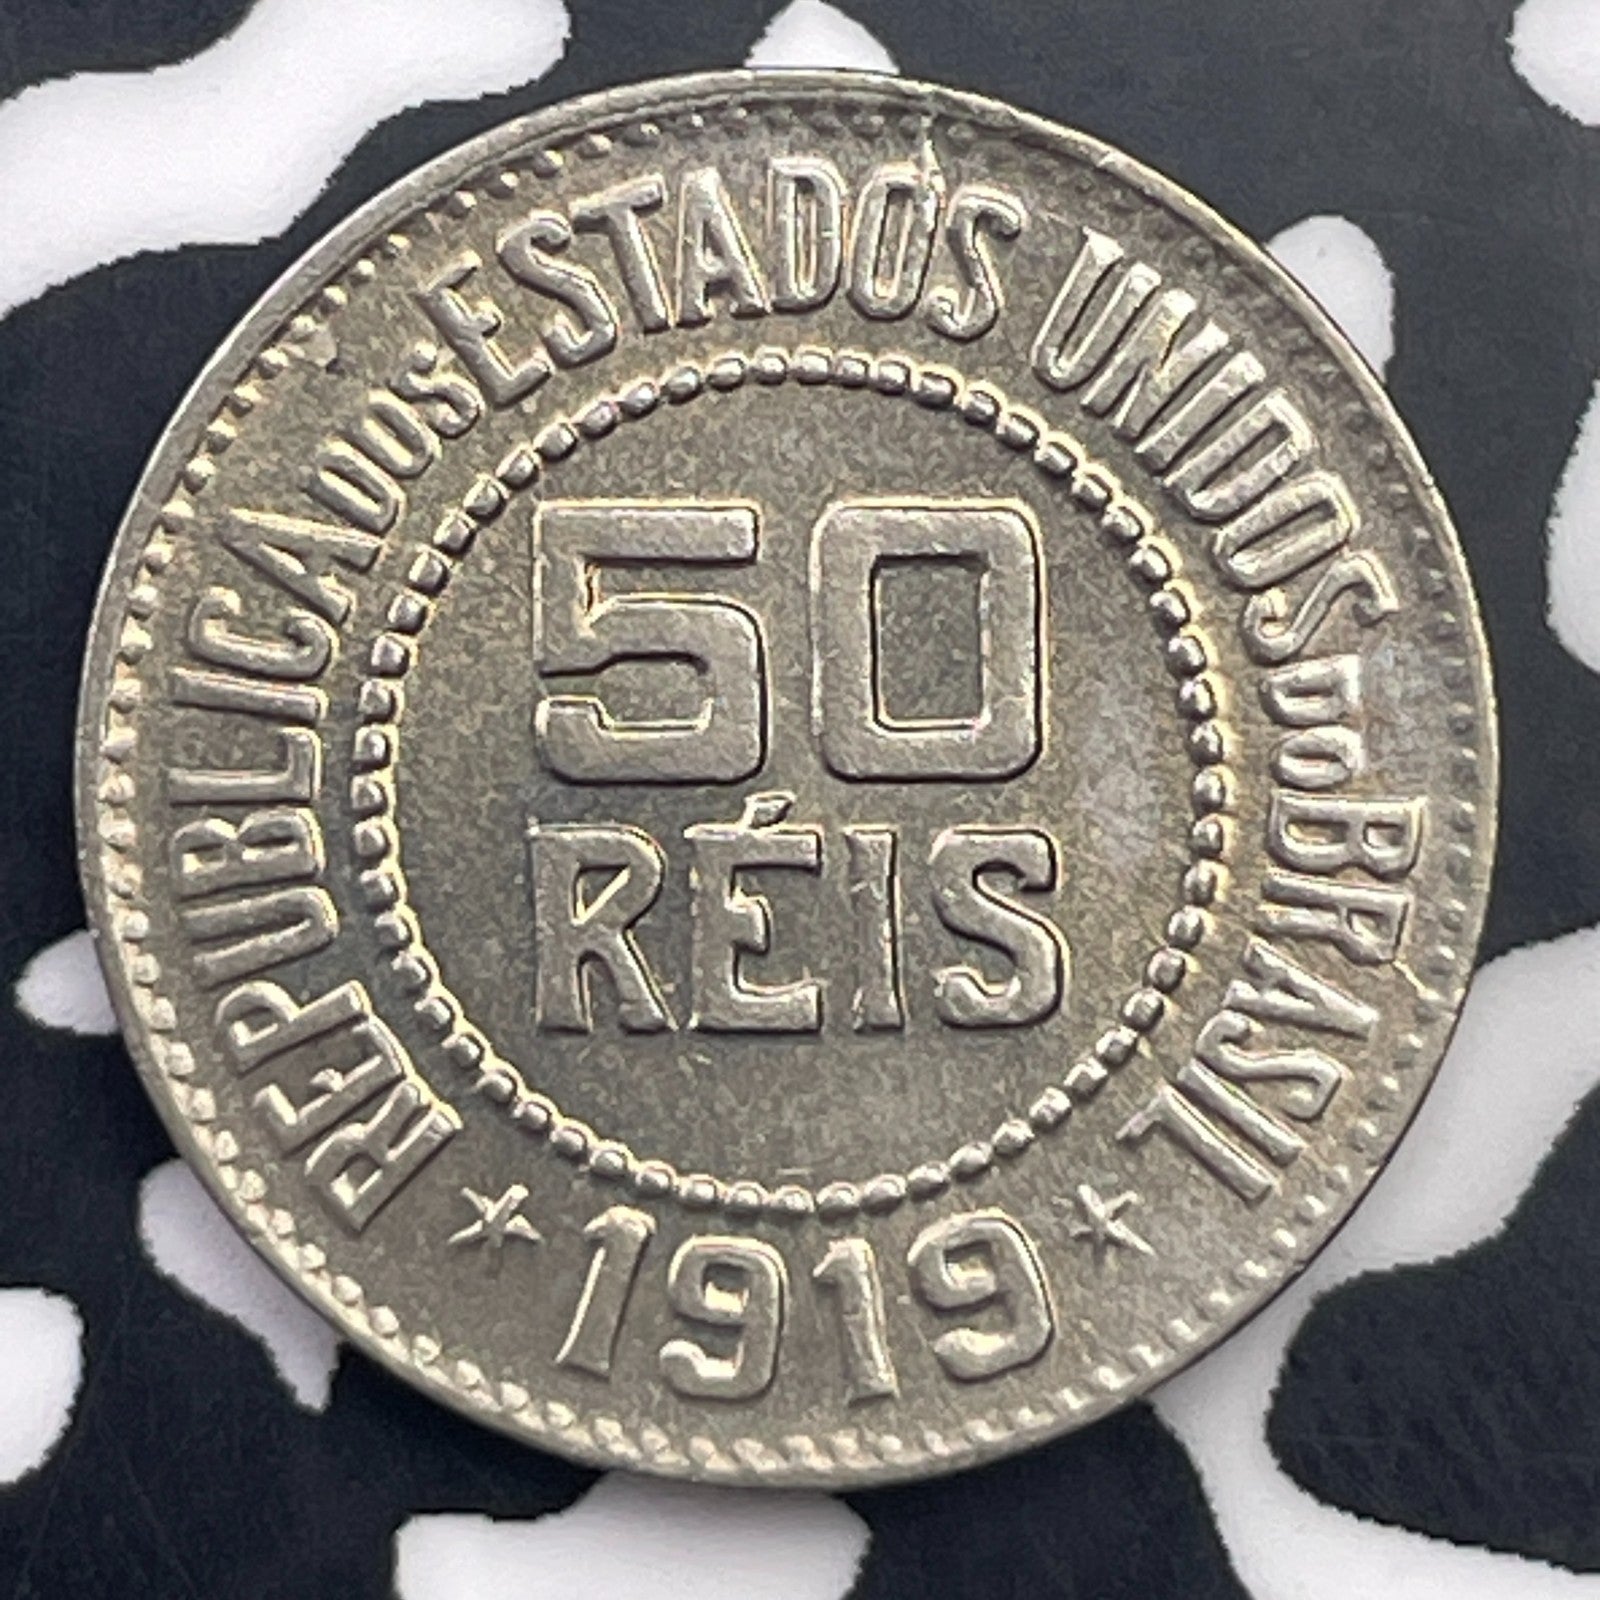 REPUBLICA DOS ESTADOS UNIDOS DO BRASIL
50
RÉIS
★ 1919 ★